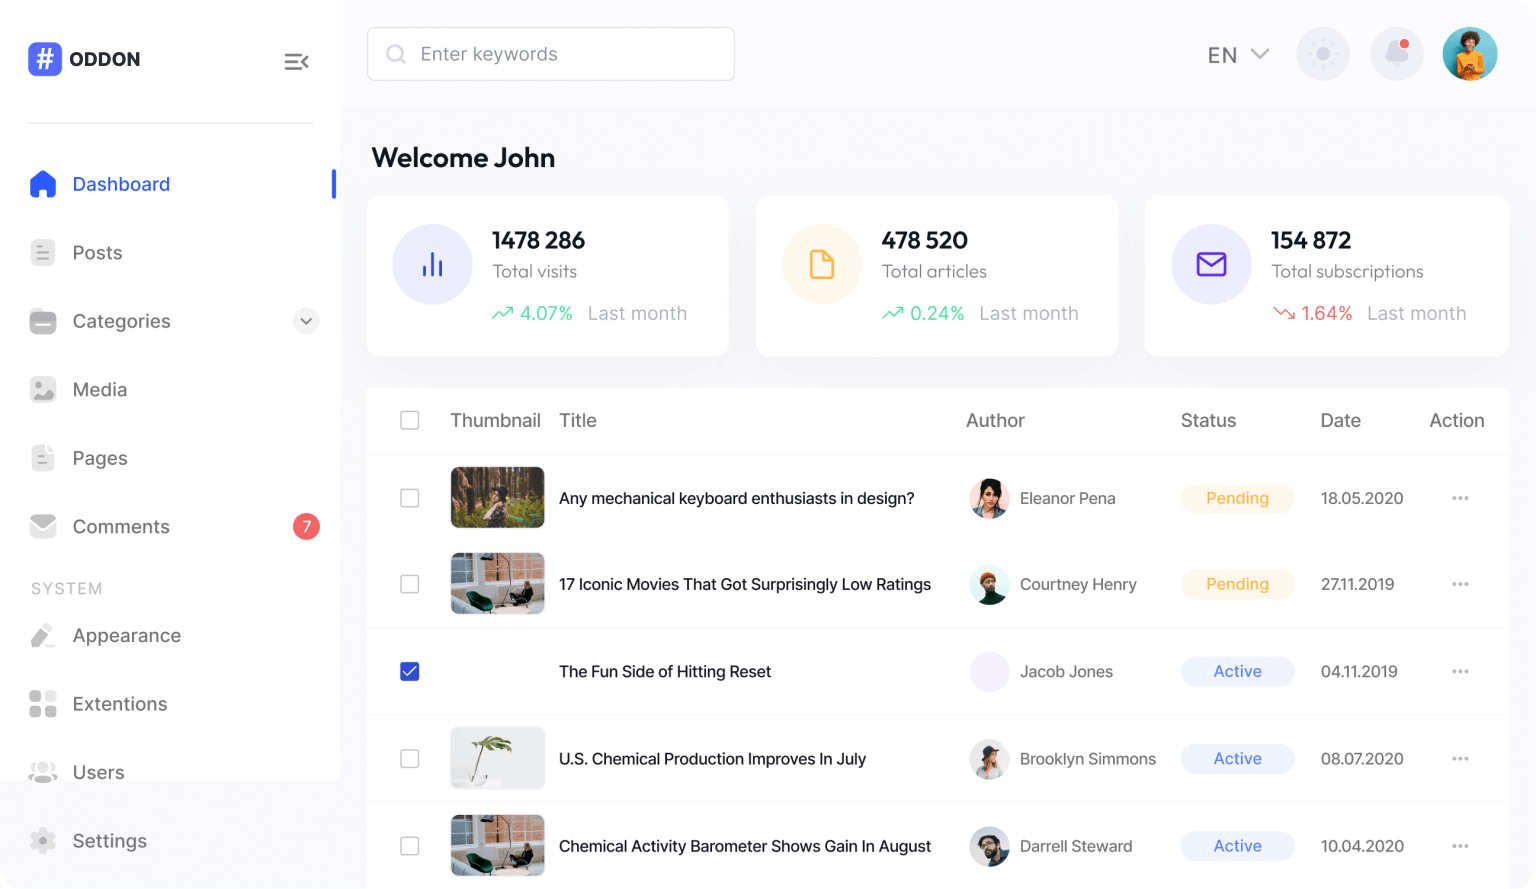 # ODDON
Enter keywords
EN
Welcome John
Dashboard
Posts
Categories
Media
Pages
Comments 7
SYSTEM
Appearance
Extentions
Users
Settings
1478 286
Total visits
4.07% Last month
478 520
Total articles
0.24% Last month
154 872
Total subscriptions
1.64% Last month
Thumbnail Title Author Status Date Action
Any mechanical keyboard enthusiasts in design? Eleanor Pena Pending 18.05.2020 ···
17 Iconic Movies That Got Surprisingly Low Ratings Courtney Henry Pending 27.11.2019 ···
The Fun Side of Hitting Reset Jacob Jones Active 04.11.2019 ···
U.S. Chemical Production Improves In July Brooklyn Simmons Active 08.07.2020 ···
Chemical Activity Barometer Shows Gain In August Darrell Steward Active 10.04.2020 ···